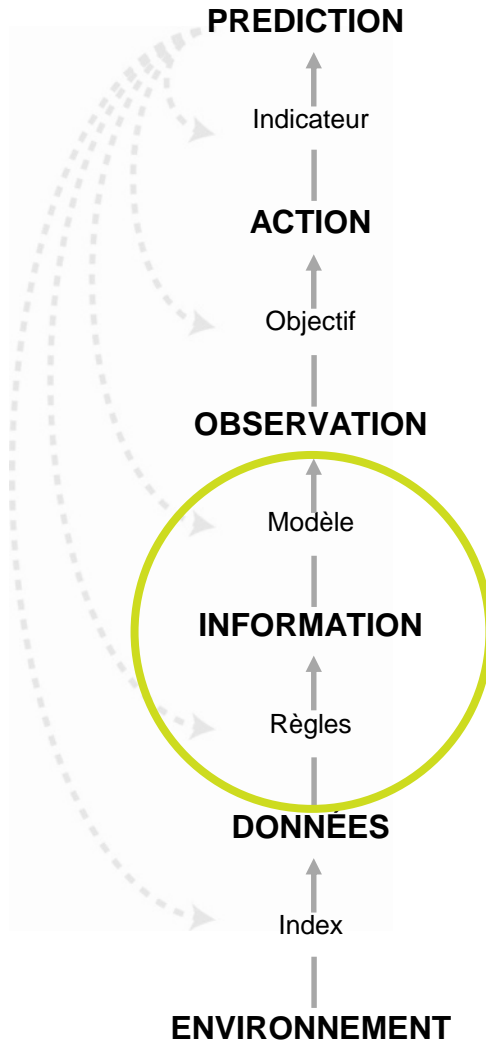 PREDICTION
Indicateur
ACTION
Objectif
OBSERVATION
Modèle
INFORMATION
Règles
DONNÉES
Index
ENVIRONNEMENT